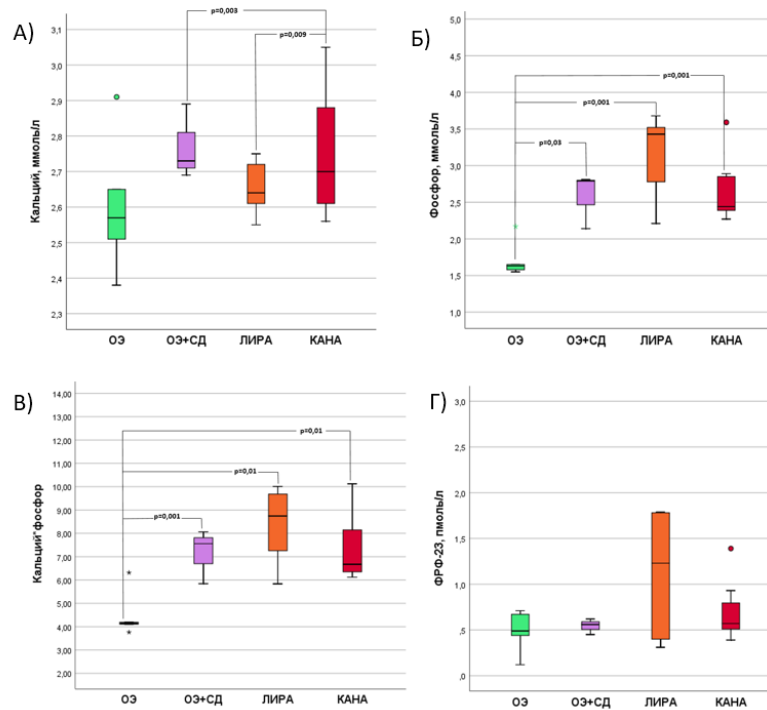 А)
Кальций, ммоль/л
3,1
3,0
2,9
2,8
2,7
2,6
2,5
2,4
2,3
p=0,003
p=0,009
ОЭ ОЭ+СД ЛИРА КАНА
Б)
Фосфор, ммоль/л
5,0
4,5
4,0
3,5
3,0
2,5
2,0
1,5
1,0
p=0,001
p=0,001
p=0,03
ОЭ ОЭ+СД ЛИРА КАНА
В)
Кальций*фосфор
14,00
13,00
12,00
11,00
10,00
9,00
8,00
7,00
6,00
5,00
4,00
3,00
2,00
p=0,01
p=0,01
p=0,001
ОЭ ОЭ+СД ЛИРА КАНА
Г)
ФРФ-23, пмоль/л
3,0
2,0
1,5
1,0
,5
,0
ОЭ ОЭ+СД ЛИРА КАНА